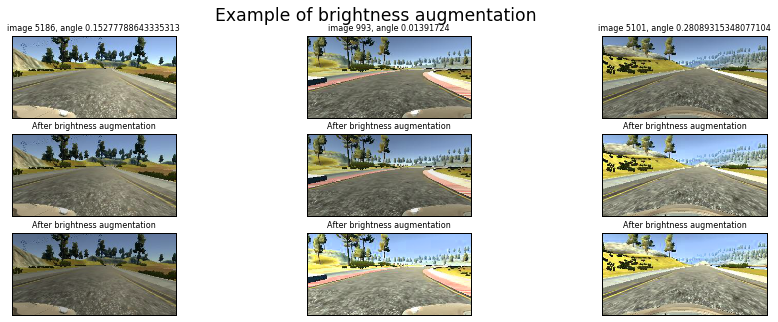 Example of brightness augmentation
image 5186, angle 0.15277788643335313
image 993, angle 0.01391724
image 5101, angle 0.28089315348077104
After brightness augmentation
After brightness augmentation
After brightness augmentation
After brightness augmentation
After brightness augmentation
After brightness augmentation